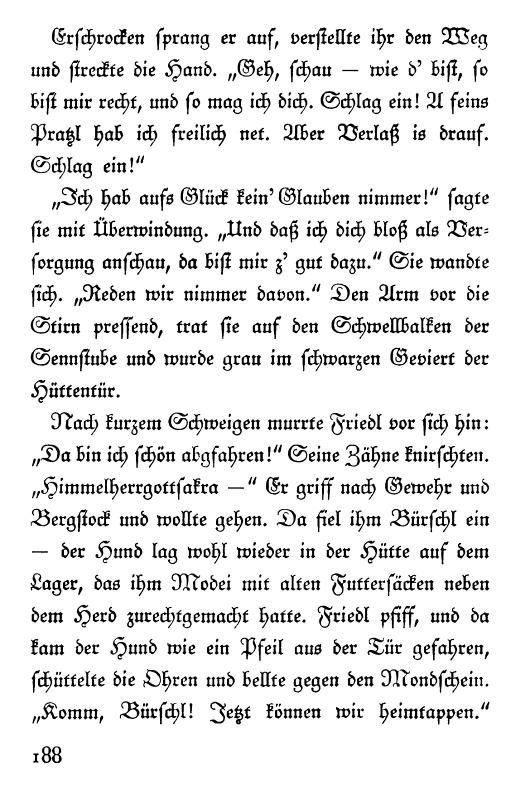 Erschrocken sprang er auf, verstellte ihr den Weg
und streckte die Hand. „Geh, schau — wie d' bist, so
bist mir recht, und so mag ich dich. Schlag ein! A feins
Pratzl hab ich freilich net. Aber Verlaß is drauf.
Schlag ein!“
„Ich hab aufs Glück kein' Glauben nimmer!“ sagte
sie mit Überwindung. „Und daß ich dich bloß als Ver-
sorgung anschau, da bist mir z' gut dazu.“ Sie wandte
sich. „Reden wir nimmer davon.“ Den Arm vor die
Stirn pressend, trat sie auf den Schwellbalken der
Sennstube und wurde grau im schwarzen Geviert der
Hüttentür.
Nach kurzem Schweigen murrte Friedl vor sich hin:
„Da bin ich schön abgfahren!“ Seine Zähne knirschten.
„Himmelherrgottsakra —“ Er griff nach Gewehr und
Bergstock und wollte gehen. Da fiel ihm Bürschl ein
— der Hund lag wohl wieder in der Hütte auf dem
Lager, das ihm Modei mit alten Futtersäcken neben
dem Herd zurechtgemacht hatte. Friedl pfiff, und da
kam der Hund wie ein Pfeil aus der Tür gefahren,
schüttelte die Ohren und bellte gegen den Mondschein.
„Komm, Bürschl! Jetzt können wir heimtappen.“
188